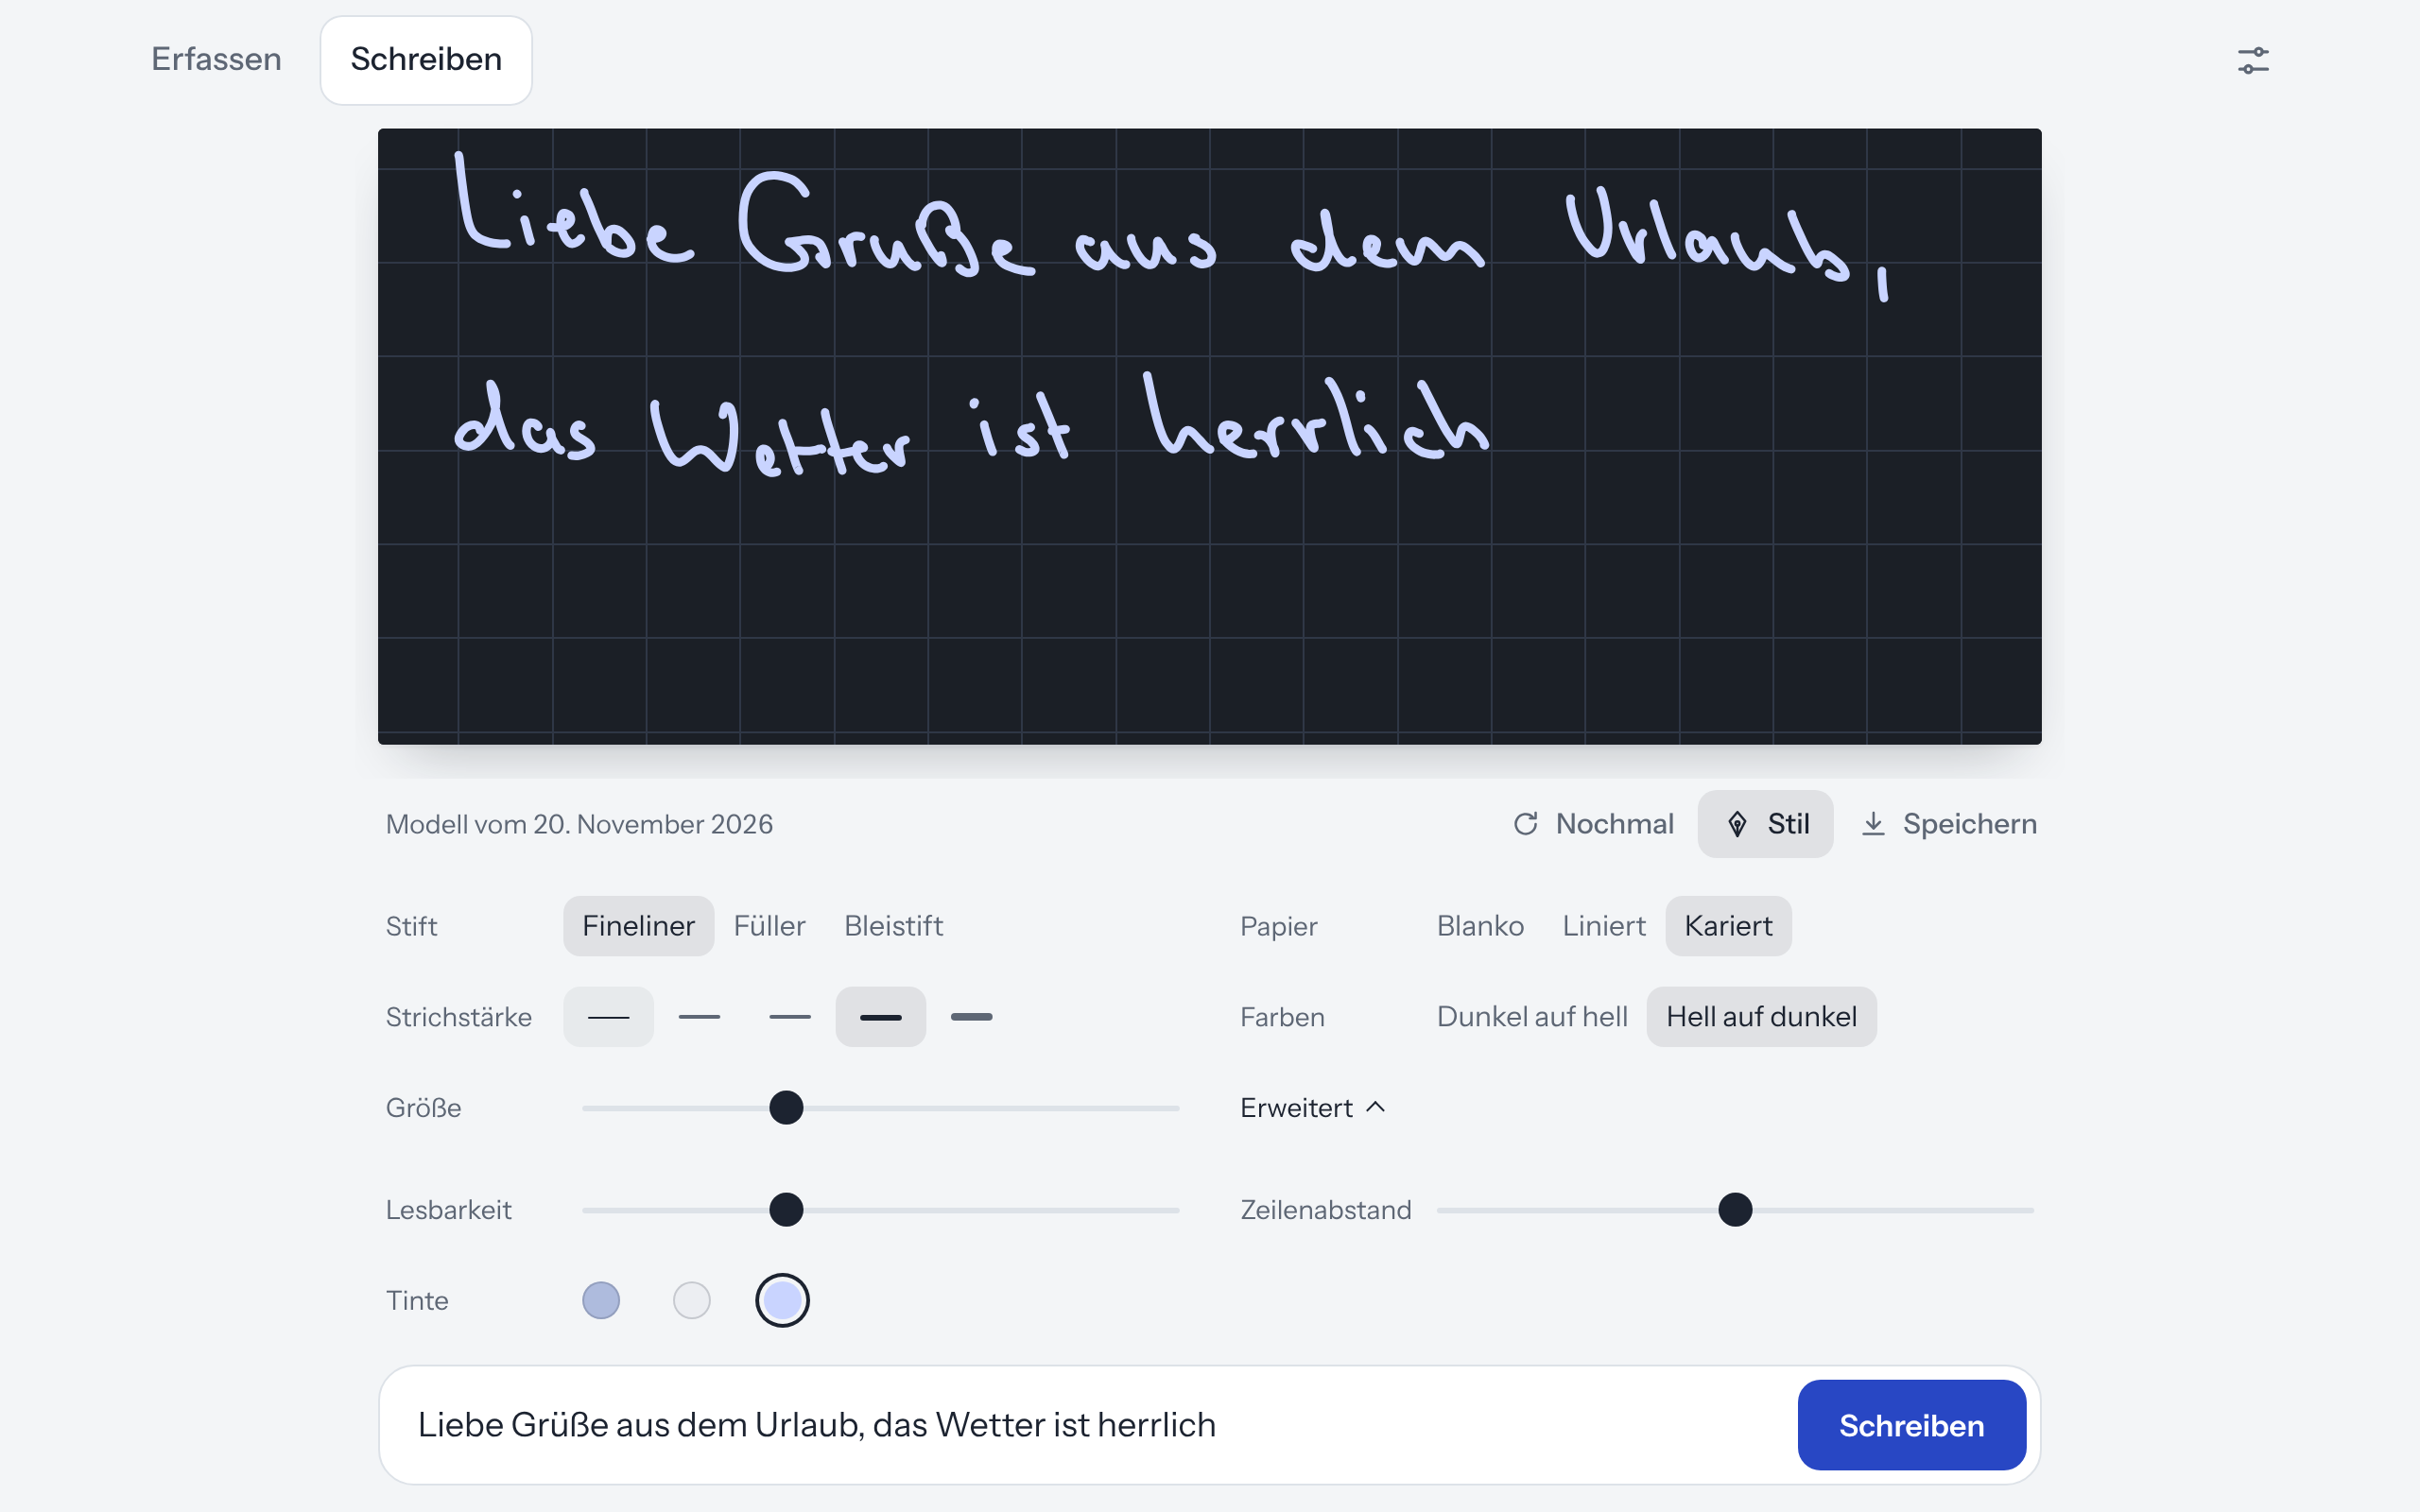 Erfassen Schreiben
Liebe Gruße aus dem Urlaub,
das Wetter ist herrlich
Modell vom 20. November 2026 Nochmal Stil Speichern
Stift Fineliner Füller Bleistift Papier Blanko Liniert Kariert
Strichstärke Farben Dunkel auf hell Hell auf dunkel
Größe Erweitert
Lesbarkeit Zeilenabstand
Tinte
Liebe Grüße aus dem Urlaub, das Wetter ist herrlich Schreiben